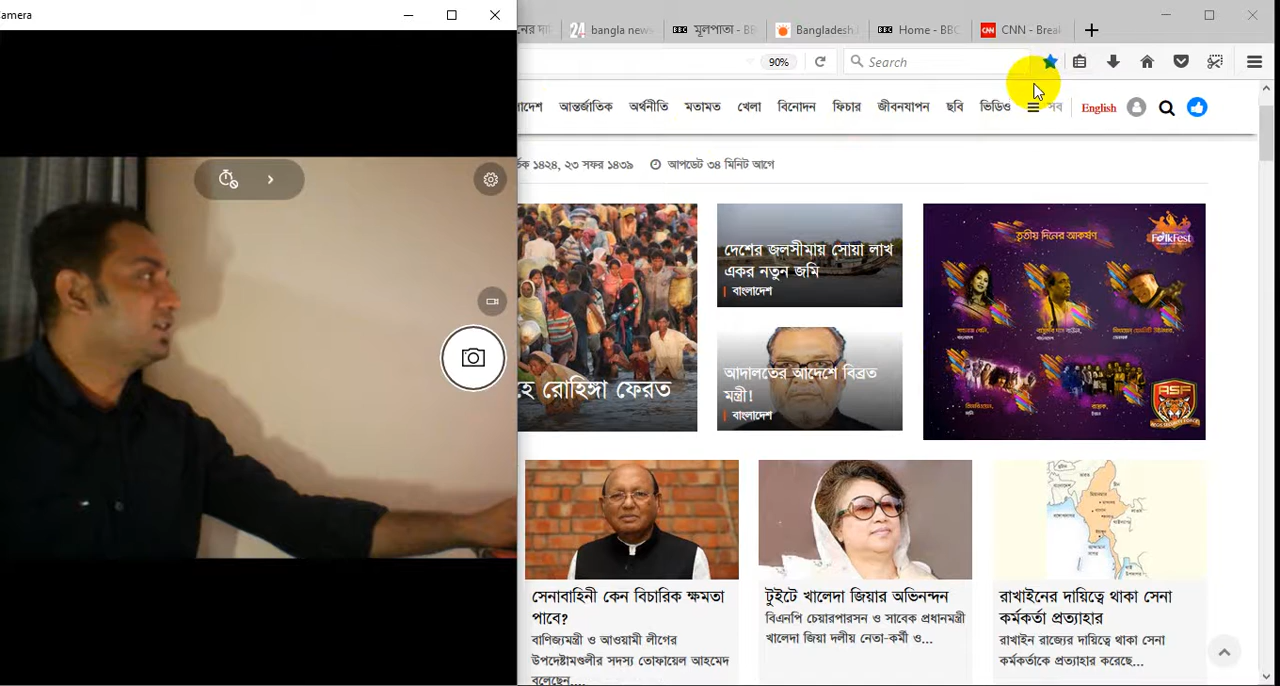 amera
নের দা
bangla news
মূলপাতা - BB
Bangladesh.
Home - BBC
CNN - Break
90%
Search
াদেশ আন্তর্জাতিক অর্থনীতি মতামত খেলা বিনোদন ফিচার জীবনযাপন ছবি ভিডিও সব English
র্তিক ১৪২৪, ২৩ সফর ১৪৩৯ আপডেট ৩৪ মিনিট আগে
হে রোহিঙ্গা ফেরত
দেশের জলসীমায় সোয়া লাখ
একর নতুন জমি
বাংলাদেশ
আদালতের আদেশে বিব্রত
মন্ত্রী!
বাংলাদেশ
তৃতীয় দিনের আকর্ষণ
FolkFest
বাংলাদেশ
ASF
সেনাবাহিনী কেন বিচারিক ক্ষমতা
পাবে?
বাণিজ্যমন্ত্রী ও আওয়ামী লীগের
উপদেষ্টামণ্ডলীর সদস্য তোফায়েল আহমেদ
বলেছেন,...
টুইটে খালেদা জিয়ার অভিনন্দন
বিএনপি চেয়ারপারসন ও সাবেক প্রধানমন্ত্রী
খালেদা জিয়া দলীয় নেতা-কর্মী ও...
রাখাইনের দায়িত্বে থাকা সেনা
কর্মকর্তা প্রত্যাহার
রাখাইন রাজ্যের দায়িত্বে থাকা সেনা
কর্মকর্তাকে প্রত্যাহার করেছে...